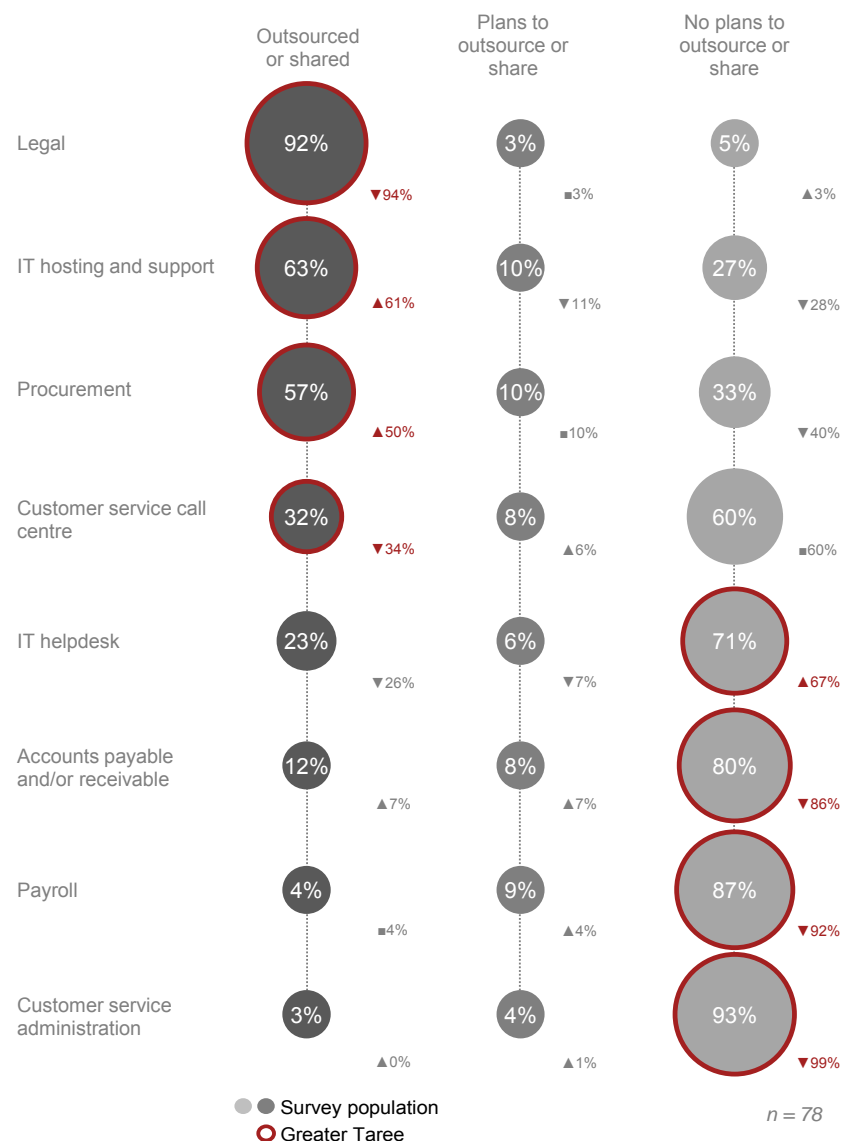 Outsourced
or shared
Plans to
outsource or
share
No plans to
outsource or
share
Legal
92%
3%
5%
▼94%
■3%
▲3%
IT hosting and support
63%
10%
27%
▲61%
▼11%
▼28%
Procurement
57%
10%
33%
▲50%
■10%
▼40%
Customer service call
centre
32%
8%
60%
▼34%
▲6%
■60%
IT helpdesk
23%
6%
71%
▼26%
▼7%
▲67%
Accounts payable
and/or receivable
12%
8%
80%
▲7%
▲7%
▼86%
Payroll
4%
9%
87%
■4%
▲4%
▼92%
Customer service
administration
3%
4%
93%
▲0%
▲1%
▼99%
Survey population
Greater Taree
n = 78